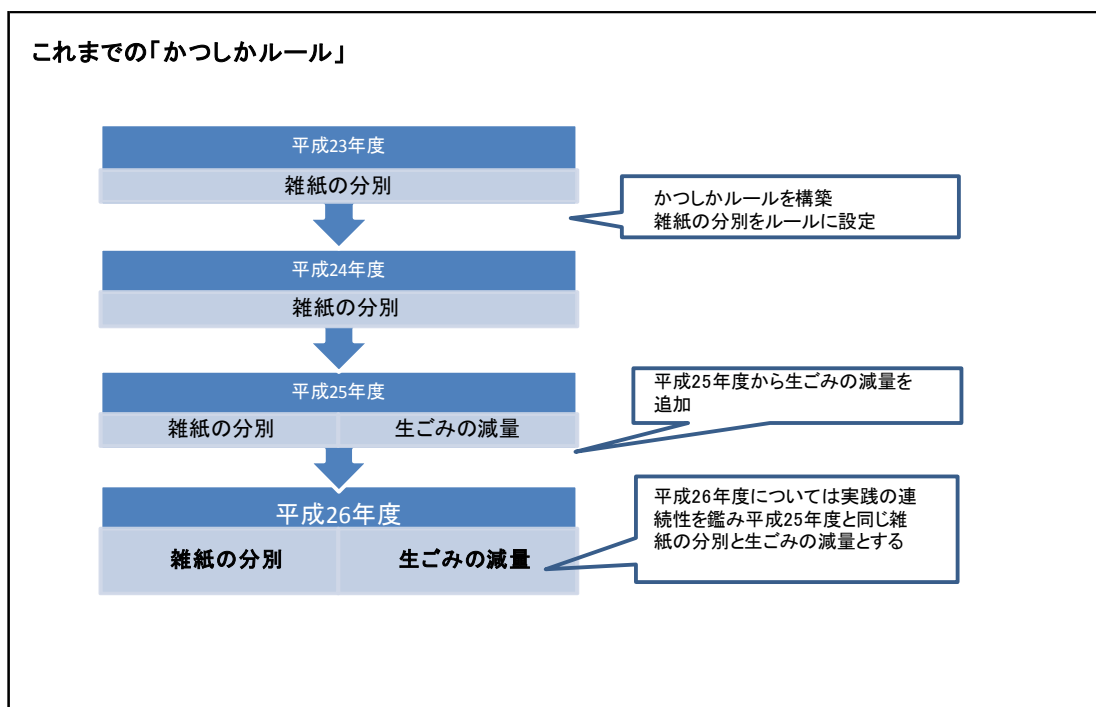 これまでの「かつしかルール」
平成23年度
雑紙の分別
かつしかルールを構築
雑紙の分別をルールに設定
平成24年度
雑紙の分別
平成25年度
雑紙の分別
生ごみの減量
平成25年度から生ごみの減量を
追加
平成26年度
雑紙の分別
生ごみの減量
平成26年度については実践の連
続性を鑑み平成25年度と同じ雑
紙の分別と生ごみの減量とする